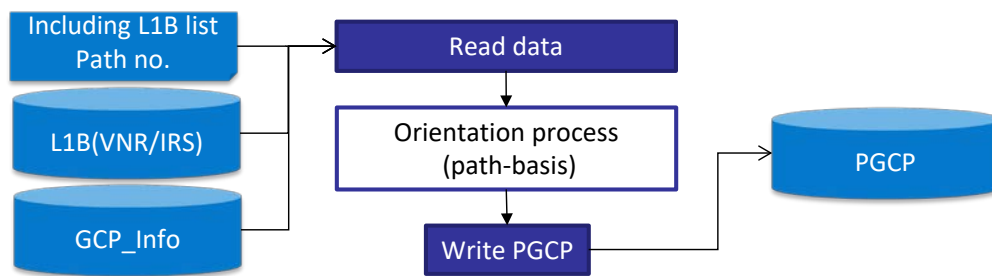 Including L1B list
Path no.
Read data
L1B(VNR/IRS)
Orientation process
(path-basis)
PGCP
GCP_Info
Write PGCP